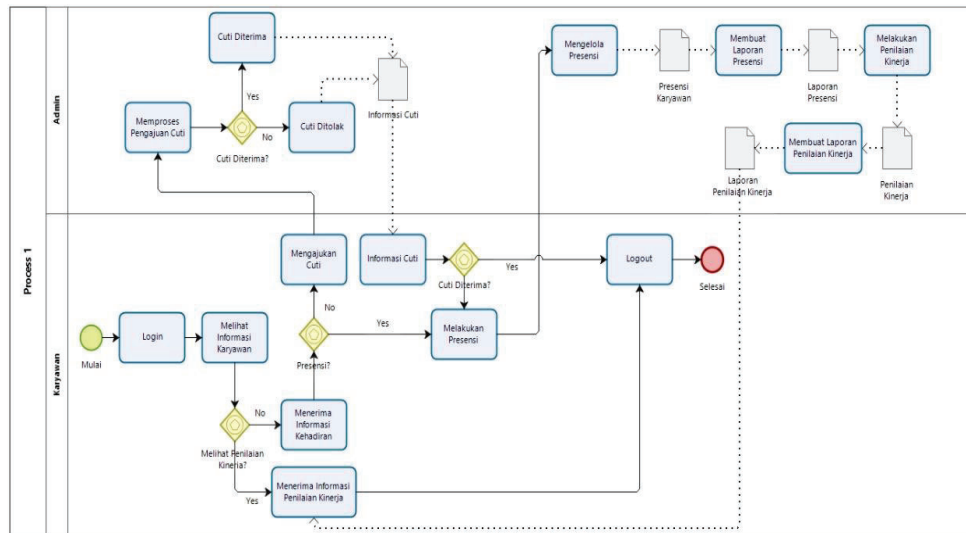 Process 1
Admin
Cuti Diterima
Yes
Memproses
Pengajuan Cuti
No
Cuti Ditolak
Cuti Diterima?
Informasi Cuti
Mengelola
Presensi
Presensi
Karyawan
Membuat
Laporan
Presensi
Laporan
Presensi
Melakukan
Penilaian
Kinerja
Penilaian
Kinerja
Membuat Laporan
Penilaian Kinerja
Laporan
Penilaian Kinerja
Karyawan
Mulai
Login
Melihat
Informasi
Karyawan
Melihat Penilaian
Kinerja?
No
Menerima
Informasi
Kehadiran
Yes
Menerima Informasi
Penilaian Kinerja
Presensi?
No
Mengajukan
Cuti
Yes
Melakukan
Presensi
Informasi Cuti
Cuti Diterima?
Yes
Logout
Selesai